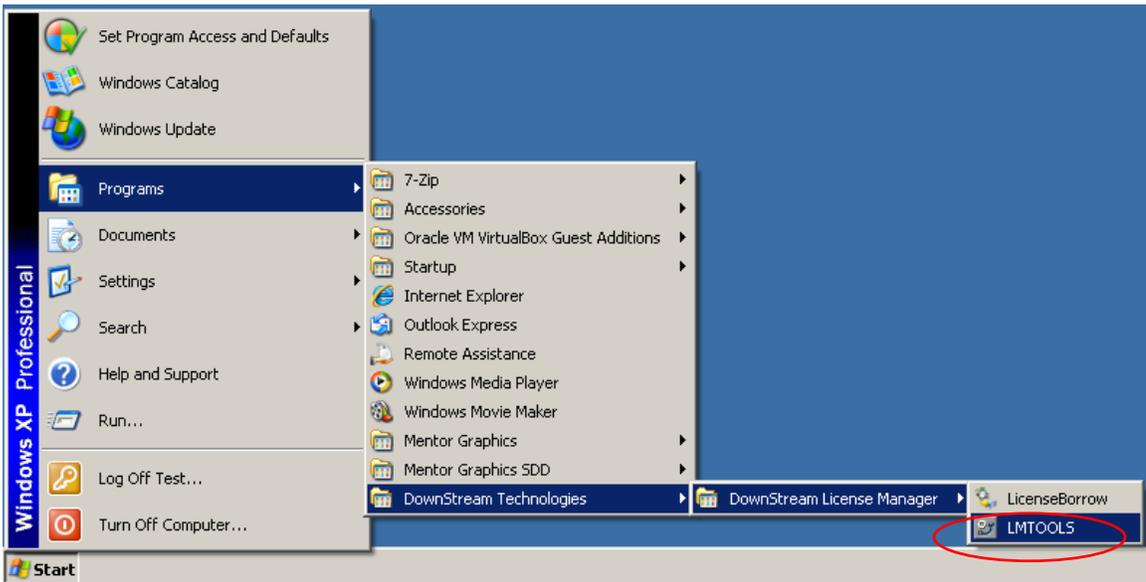 Set Program Access and Defaults
Windows Catalog
Windows Update
Programs
Documents
Settings
Search
Help and Support
Run...
Log Off Test...
Turn Off Computer...
Windows XP Professional
7-Zip
Accessories
Oracle VM VirtualBox Guest Additions
Startup
Internet Explorer
Outlook Express
Remote Assistance
Windows Media Player
Windows Movie Maker
Mentor Graphics
Mentor Graphics SDD
DownStream Technologies
DownStream License Manager
LicenseBorrow
LMTOOLS
Start